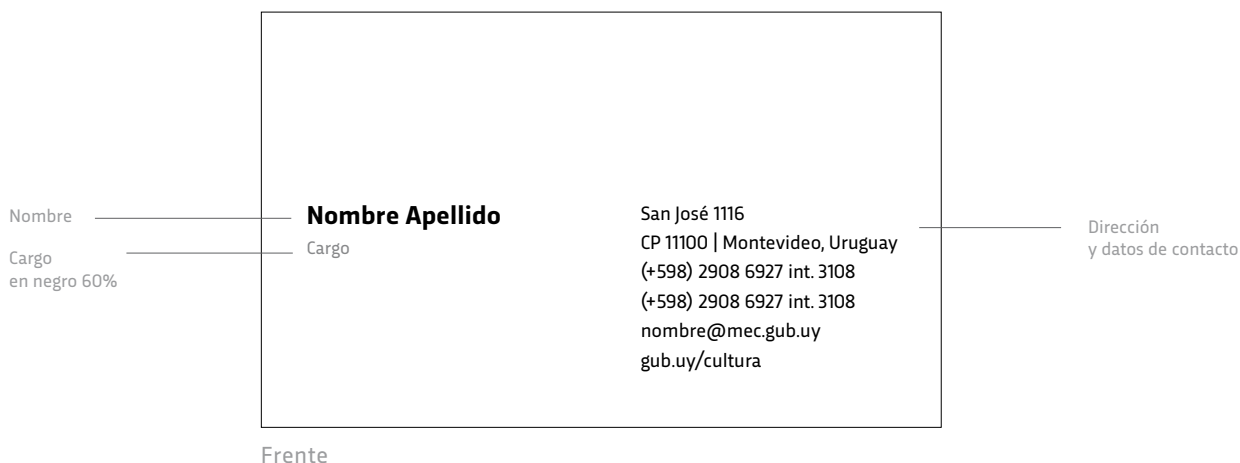 Nombre
Cargo
en negro 60%
Nombre Apellido
Cargo
San José 1116
CP 11100 | Montevideo, Uruguay
(+598) 2908 6927 int. 3108
(+598) 2908 6927 int. 3108
nombre@mec.gub.uy
gub.uy/cultura
Dirección
y datos de contacto
Frente